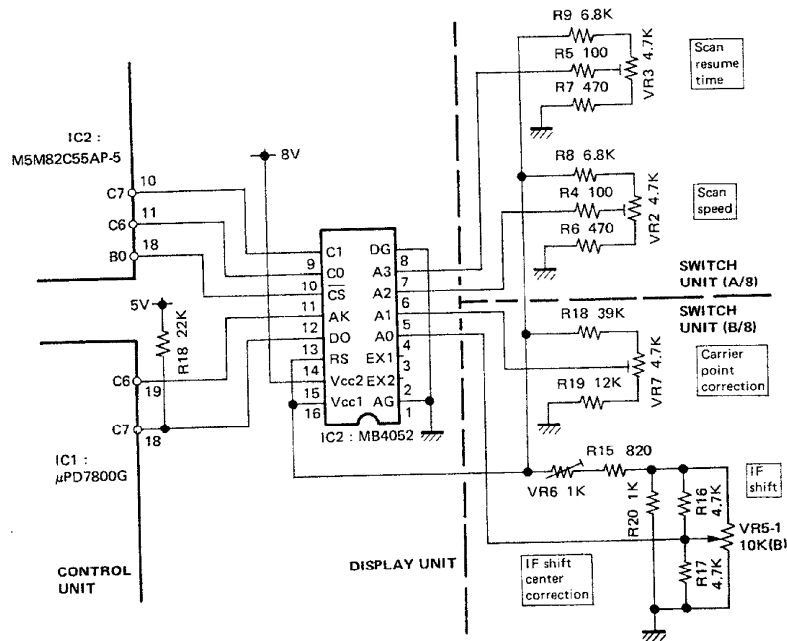 R9 6.8K
R5 100
R7 470
VR3 4.7K
Scan
resume
time
IC2 :
M5M82C55AP-5
8V
R8 6.8K
R4 100
R6 470
VR2 4.7K
Scan
speed
C7
10
C6
11
B0
18
C1
C0
CS
AK
DO
RS
Vcc2
Vcc1
9
10
11
12
13
14
15
16
DG
A3
A2
A1
A0
EX1
EX2
AG
8
7
6
5
4
3
2
1
IC2 : MB4052
SWITCH
UNIT (A/8)
SWITCH
UNIT (B/8)
5V
R18 22K
C6
19
C7
18
IC1 :
μPD7800G
R18 39K
R19 12K
VR7 4.7K
Carrier
point
correction
VR6 1K
R15 820
R20 1K
R16
4.7K
R17
4.7K
IF
shift
VR5-1
10K(B)
CONTROL
UNIT
DISPLAY UNIT
IF shift
center
correction